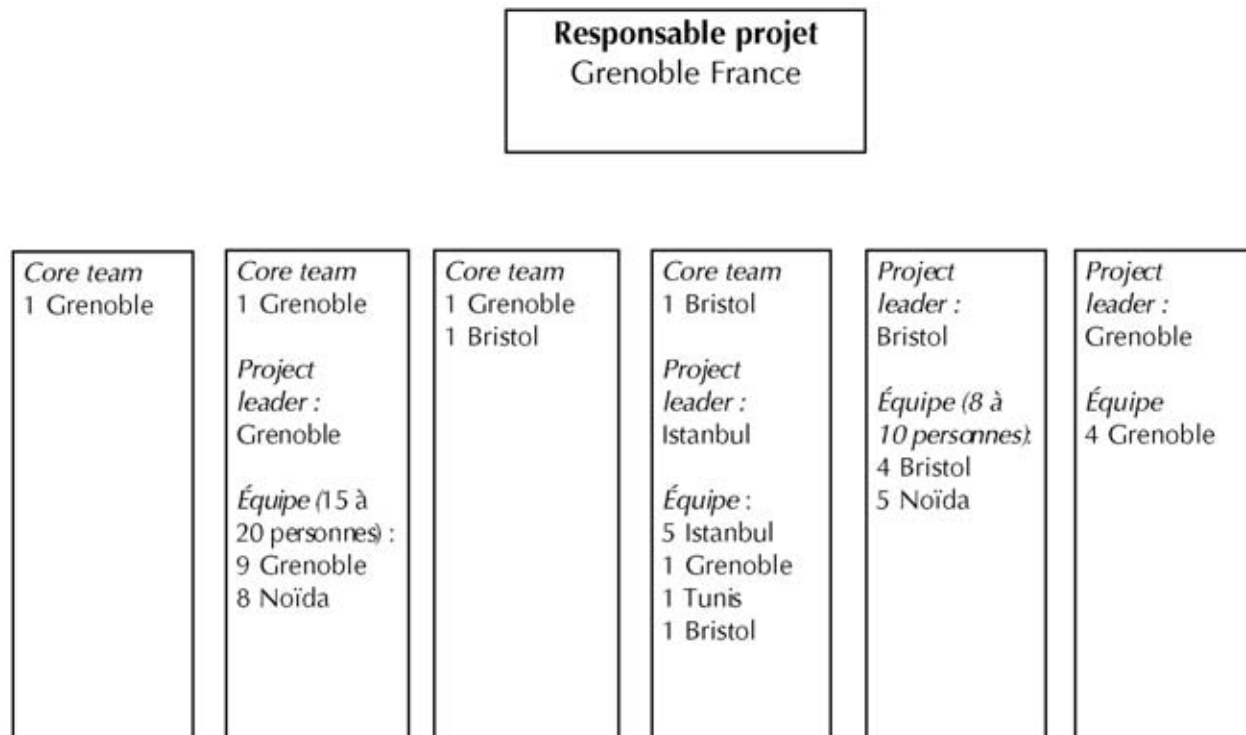 Responsable projet
Grenoble France
Core team
1 Grenoble
Core team
1 Grenoble
Project
leader :
Grenoble
Équipe (15 à
20 personnes) :
9 Grenoble
8 Noïda
Core team
1 Grenoble
1 Bristol
Core team
1 Bristol
Project
leader :
Istanbul
Équipe :
5 Istanbul
1 Grenoble
1 Tunis
1 Bristol
Project
leader :
Bristol
Équipe (8 à
10 personnes):
4 Bristol
5 Noïda
Project
leader :
Grenoble
Équipe
4 Grenoble